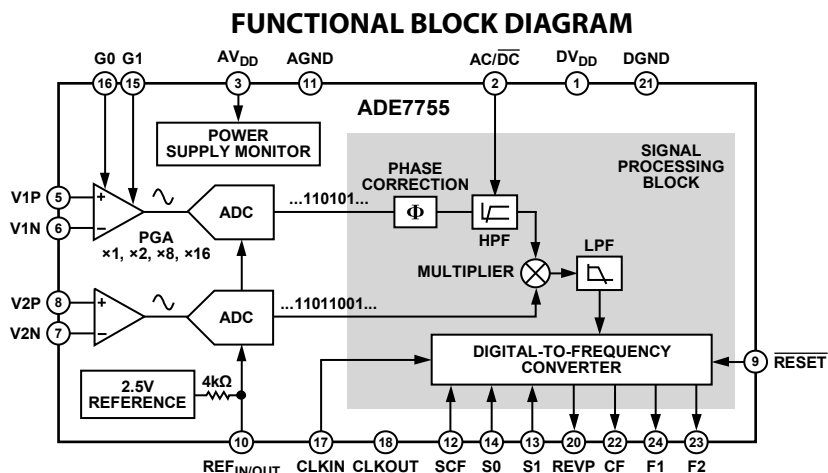 FUNCTIONAL BLOCK DIAGRAM
G0 G1 AVDD AGND AC/DC DVDD DGND
16 15 3 11 2 1 21
ADE7755
POWER
SUPPLY MONITOR
SIGNAL
PROCESSING
BLOCK
PHASE
CORRECTION
V1P 5 + ADC ...110101... Φ
V1N 6 – HPF
PGA
×1, ×2, ×8, ×16
MULTIPLIER LPF
V2P 8 + ADC ...11011001...
V2N 7 –
DIGITAL-TO-FREQUENCY
CONVERTER
9 RESET
2.5V
REFERENCE
4kΩ
10 17 18 12 14 13 20 22 24 23
REFIN/OUT CLKIN CLKOUT SCF S0 S1 REVP CF F1 F2